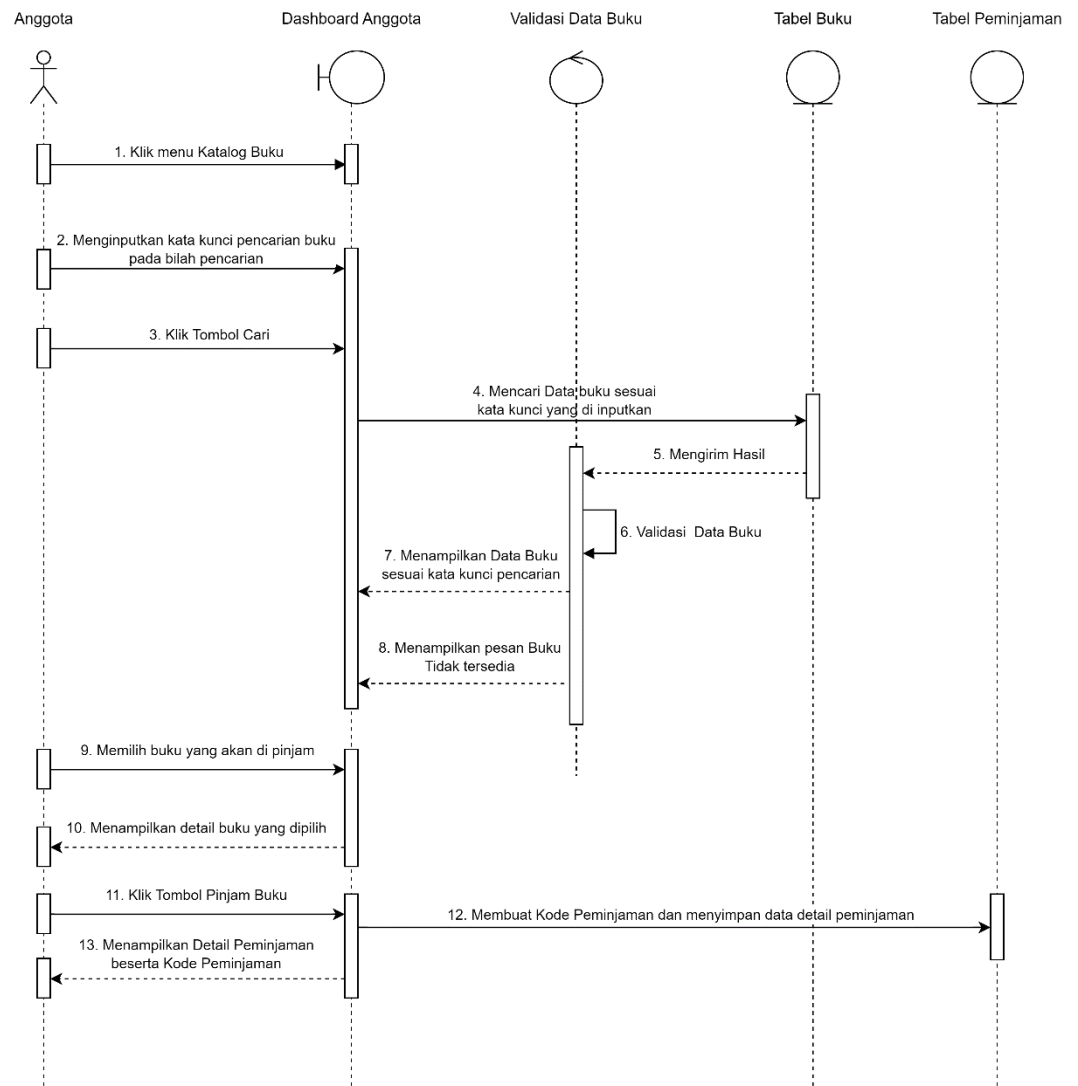 Anggota
Dashboard Anggota
Validasi Data Buku
Tabel Buku
Tabel Peminjaman
1. Klik menu Katalog Buku
2. Menginputkan kata kunci pencarian buku
pada bilah pencarian
3. Klik Tombol Cari
4. Mencari Data buku sesuai
kata kunci yang di inputkan
5. Mengirim Hasil
6. Validasi Data Buku
7. Menampilkan Data Buku
sesuai kata kunci pencarian
8. Menampilkan pesan Buku
Tidak tersedia
9. Memilih buku yang akan di pinjam
10. Menampilkan detail buku yang dipilih
11. Klik Tombol Pinjam Buku
12. Membuat Kode Peminjaman dan menyimpan data detail peminjaman
13. Menampilkan Detail Peminjaman
beserta Kode Peminjaman